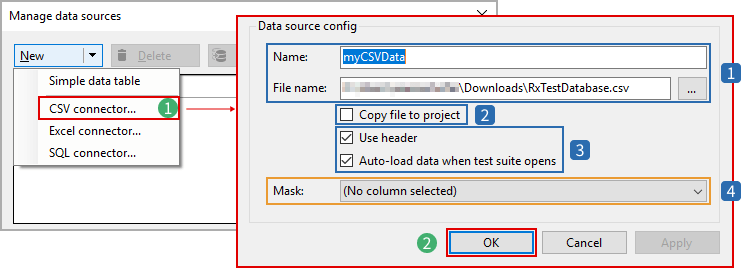 Manage data sources
New
Delete
Simple data table
CSV connector...
1
Excel connector...
SQL connector...
Data source config
Name:
myCSVData
File name:
\Downloads\RxTestDatabase.csv
...
1
Copy file to project
2
Use header
Auto-load data when test suite opens
3
Mask:
(No column selected)
4
2
OK
Cancel
Apply